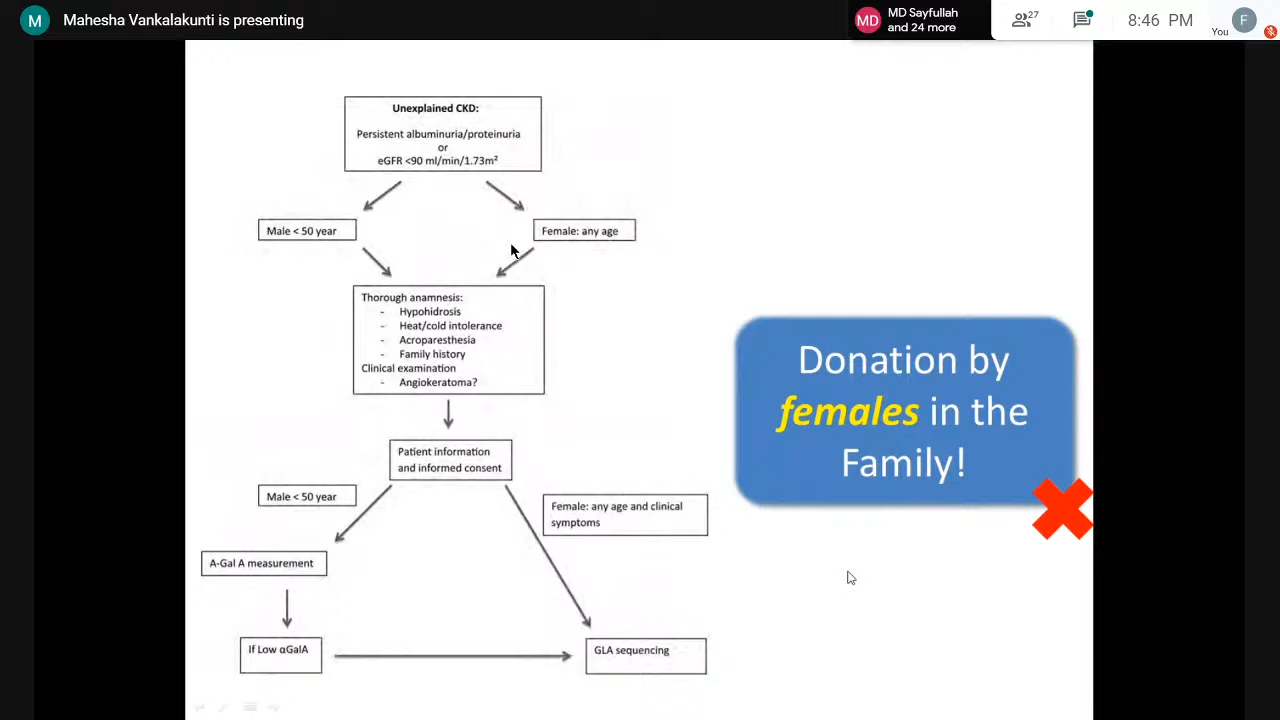 M Mahesha Vankalakunti is presenting
MD MD Sayfullah
and 24 more
27
8:46 PM
You F
Unexplained CKD:
Persistent albuminuria/proteinuria
or
eGFR <90 ml/min/1.73m²
Male < 50 year
Female: any age
Thorough anamnesis:
- Hypohidrosis
- Heat/cold intolerance
- Acroparesthesia
- Family history
Clinical examination
- Angiokeratoma?
Patient information
and informed consent
Male < 50 year
Female: any age and clinical
symptoms
A-Gal A measurement
If Low αGalA
GLA sequencing
Donation by
females in the
Family!